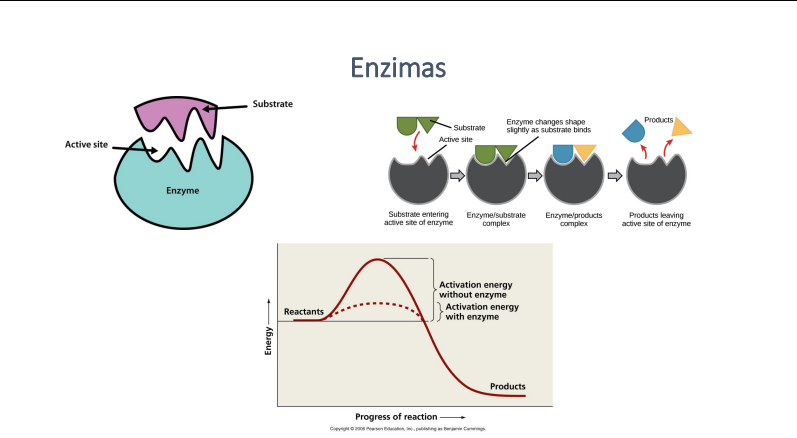 Enzimas
Substrate
Active site
Enzyme
Substrate
Active site
Enzyme changes shape
slightly as substrate binds
Products
Substrate entering
active site of enzyme
Enzyme/substrate
complex
Enzyme/products
complex
Products leaving
active site of enzyme
Energy
Reactants
Activation energy
without enzyme
Activation energy
with enzyme
Products
Progress of reaction
Copyright © 2005 Pearson Education, Inc., publishing as Benjamin Cummings.